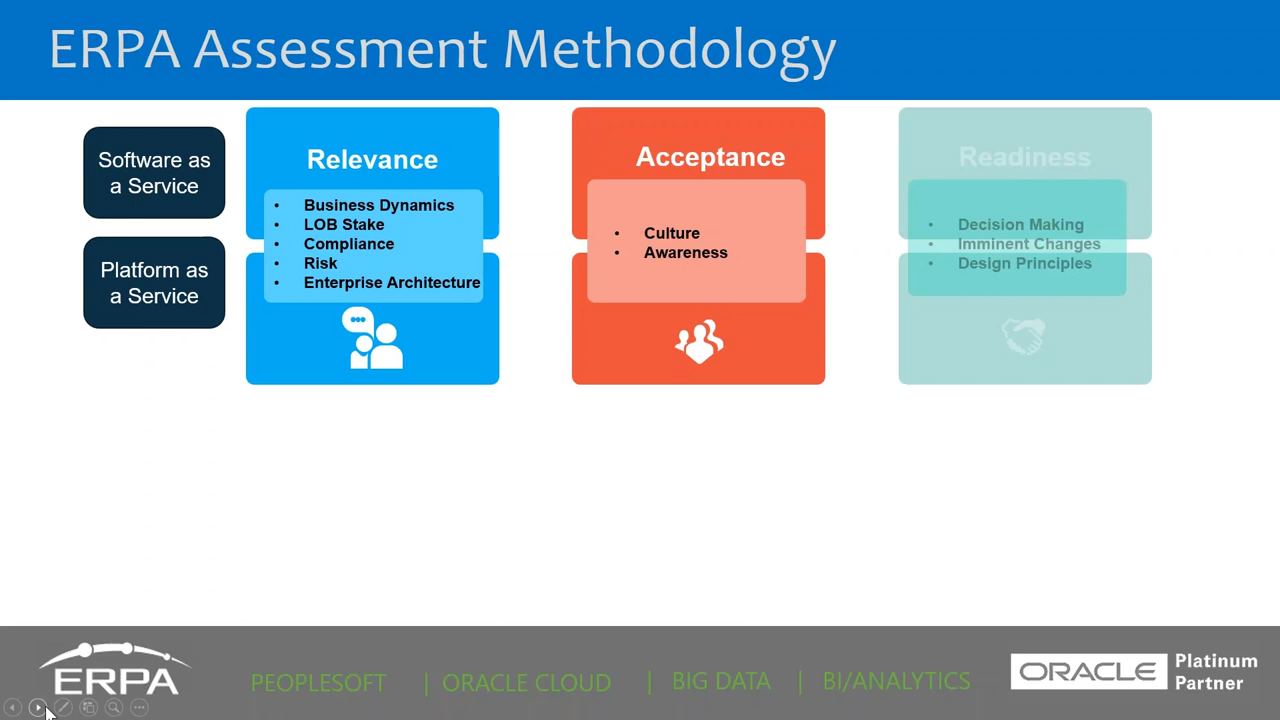 ERPA Assessment Methodology
Software as
a Service
Platform as
a Service
Relevance
• Business Dynamics
• LOB Stake
• Compliance
• Risk
• Enterprise Architecture
Acceptance
• Culture
• Awareness
Readiness
• Decision Making
• Imminent Changes
• Design Principles
ERPA
PEOPLESOFT | ORACLE CLOUD | BIG DATA | BI/ANALYTICS
ORACLE
Platinum
Partner